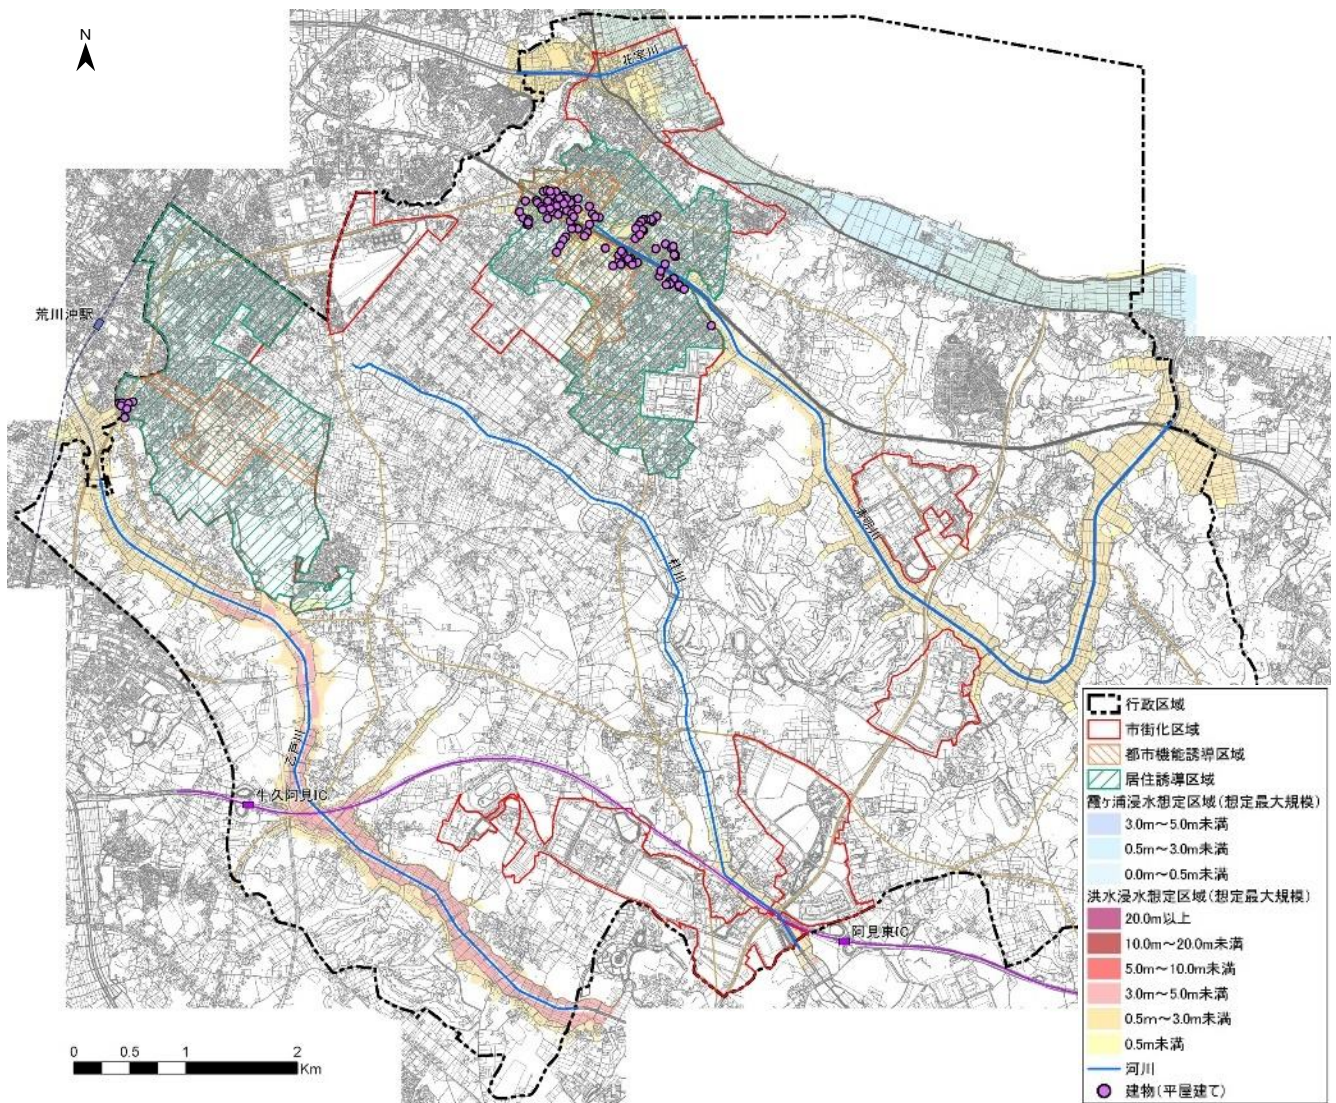 N
花室川
荒川沖駅
清明川
桂川
乙戸川
牛久阿見IC
阿見東IC
0 0.5 1 2
Km
行政区域
市街化区域
都市機能誘導区域
居住誘導区域
霞ヶ浦浸水想定区域(想定最大規模)
3.0m～5.0m未満
0.5m～3.0m未満
0.0m～0.5m未満
洪水浸水想定区域(想定最大規模)
20.0m以上
10.0m～20.0m未満
5.0m～10.0m未満
3.0m～5.0m未満
0.5m～3.0m未満
0.5m未満
河川
建物(平屋建て)